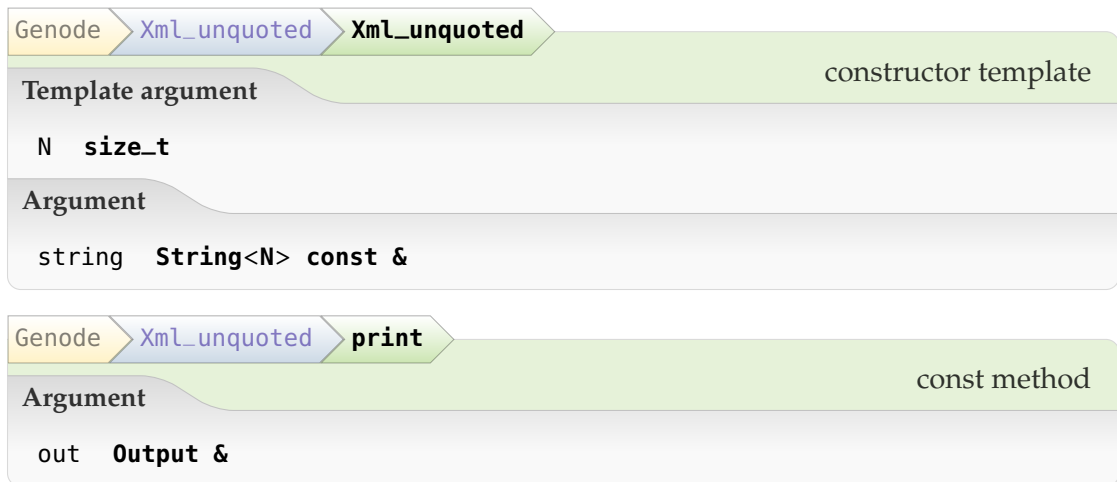 Genode Xml_unquoted Xml_unquoted
constructor template
Template argument
N size_t
Argument
string String<N> const &
Genode Xml_unquoted print
const method
Argument
out Output &